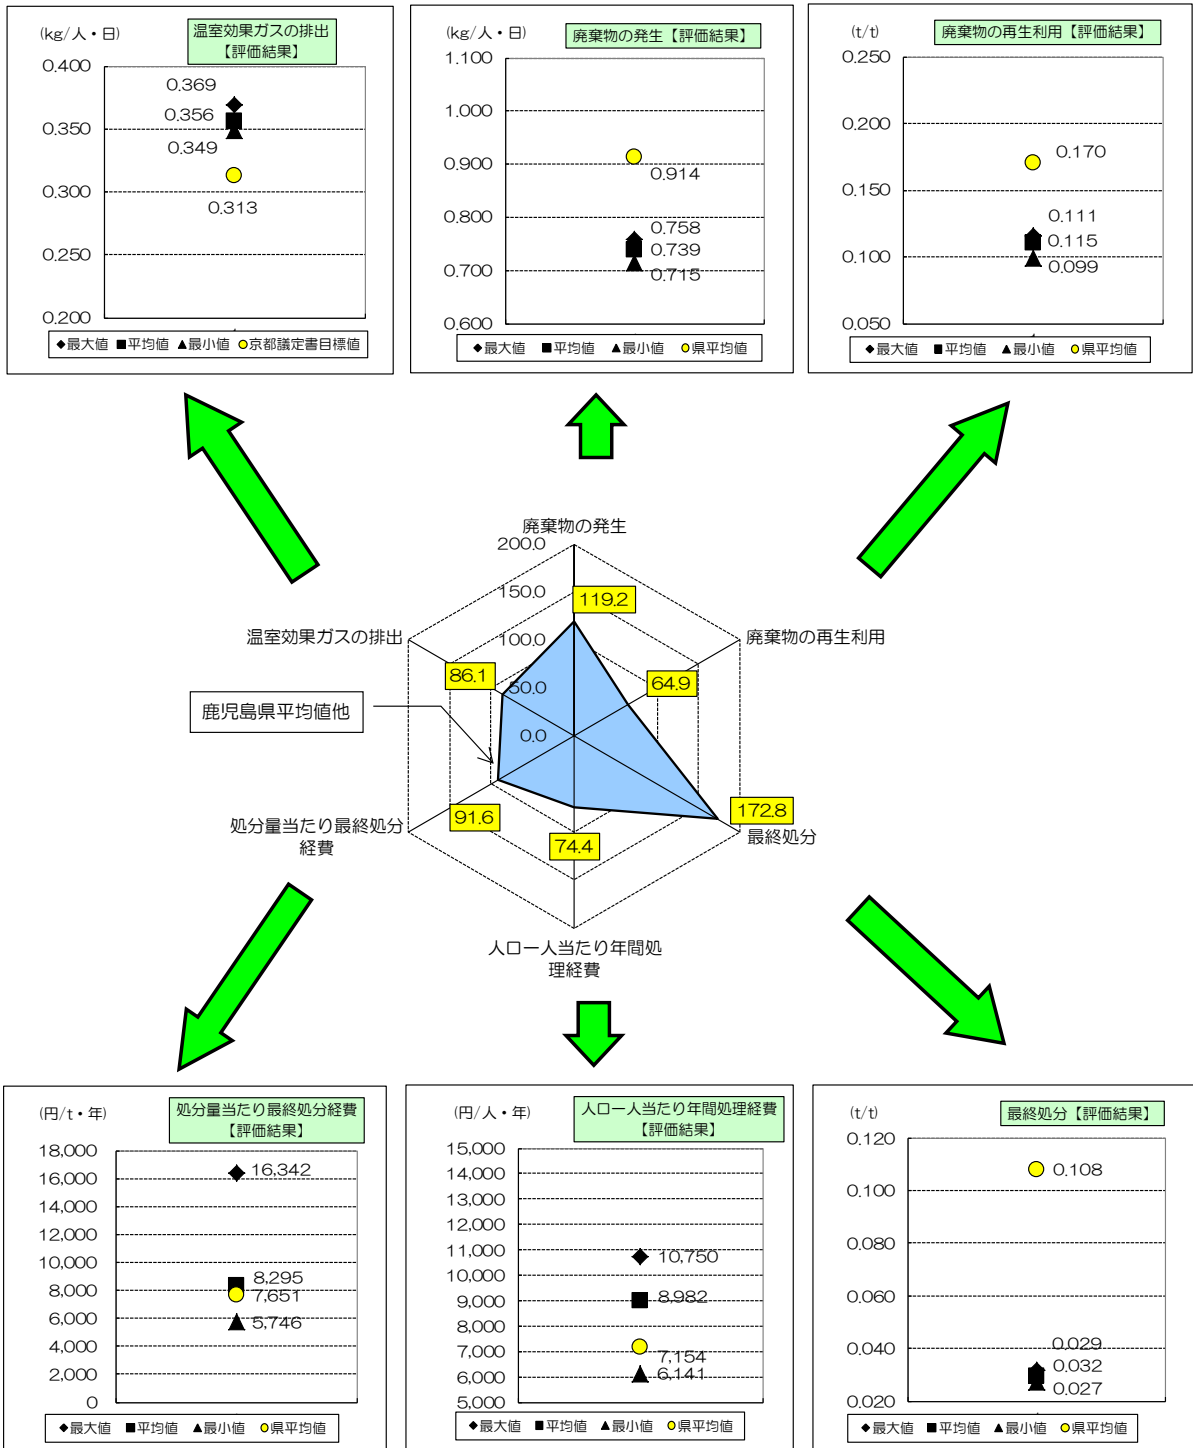 (kg/人・日)
温室効果ガスの排出
【評価結果】
0.400
0.350
0.300
0.250
0.200
0.369
0.356
0.349
0.313
◆最大値 ■平均値 ▲最小値 ○京都議定書目標値
(kg/人・日)
廃棄物の発生【評価結果】
1.100
1.000
0.900
0.800
0.700
0.600
0.914
0.758
0.739
0.715
◆最大値 ■平均値 ▲最小値 ○県平均値
(t/t)
廃棄物の再生利用【評価結果】
0.250
0.200
0.150
0.100
0.050
0.170
0.111
0.115
0.099
◆最大値 ■平均値 ▲最小値 ○県平均値
廃棄物の発生
200.0
150.0
100.0
50.0
0.0
119.2
廃棄物の再生利用
64.9
172.8
最終処分
74.4
人口一人当たり年間処
理経費
91.6
処分量当たり最終処分
経費
86.1
温室効果ガスの排出
鹿児島県平均値他
(円/t・年)
処分量当たり最終処分経費
【評価結果】
18,000
16,000
14,000
12,000
10,000
8,000
6,000
4,000
2,000
0
16,342
8,295
7,651
5,746
◆最大値 ■平均値 ▲最小値 ○県平均値
(円/人・年)
人口一人当たり年間処理経費
【評価結果】
15,000
14,000
13,000
12,000
11,000
10,000
9,000
8,000
7,000
6,000
5,000
10,750
8,982
7,154
6,141
◆最大値 ■平均値 ▲最小値 ○県平均値
(t/t)
最終処分【評価結果】
0.120
0.100
0.080
0.060
0.040
0.020
0.108
0.029
0.032
0.027
◆最大値 ■平均値 ▲最小値 ○県平均値